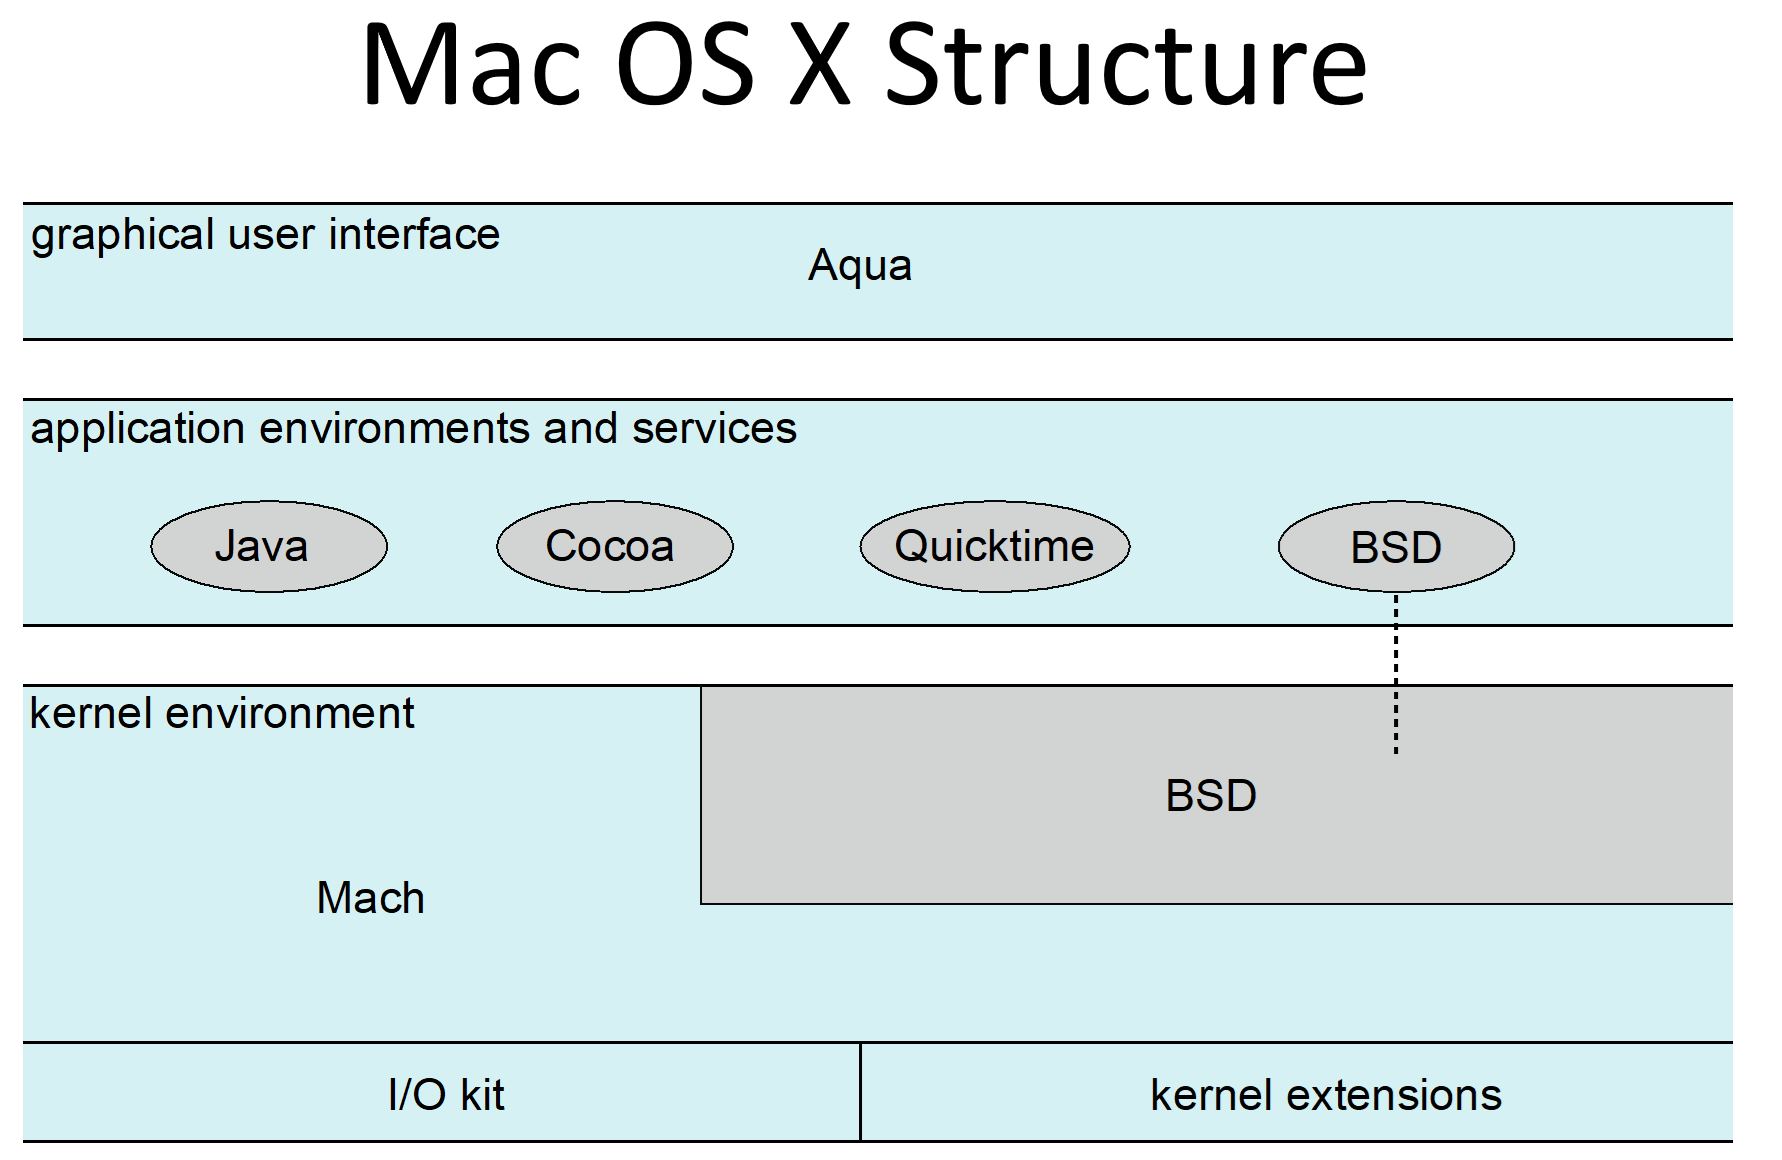 Mac OS X Structure
graphical user interface
Aqua
application environments and services
Java
Cocoa
Quicktime
BSD
kernel environment
BSD
Mach
I/O kit
kernel extensions